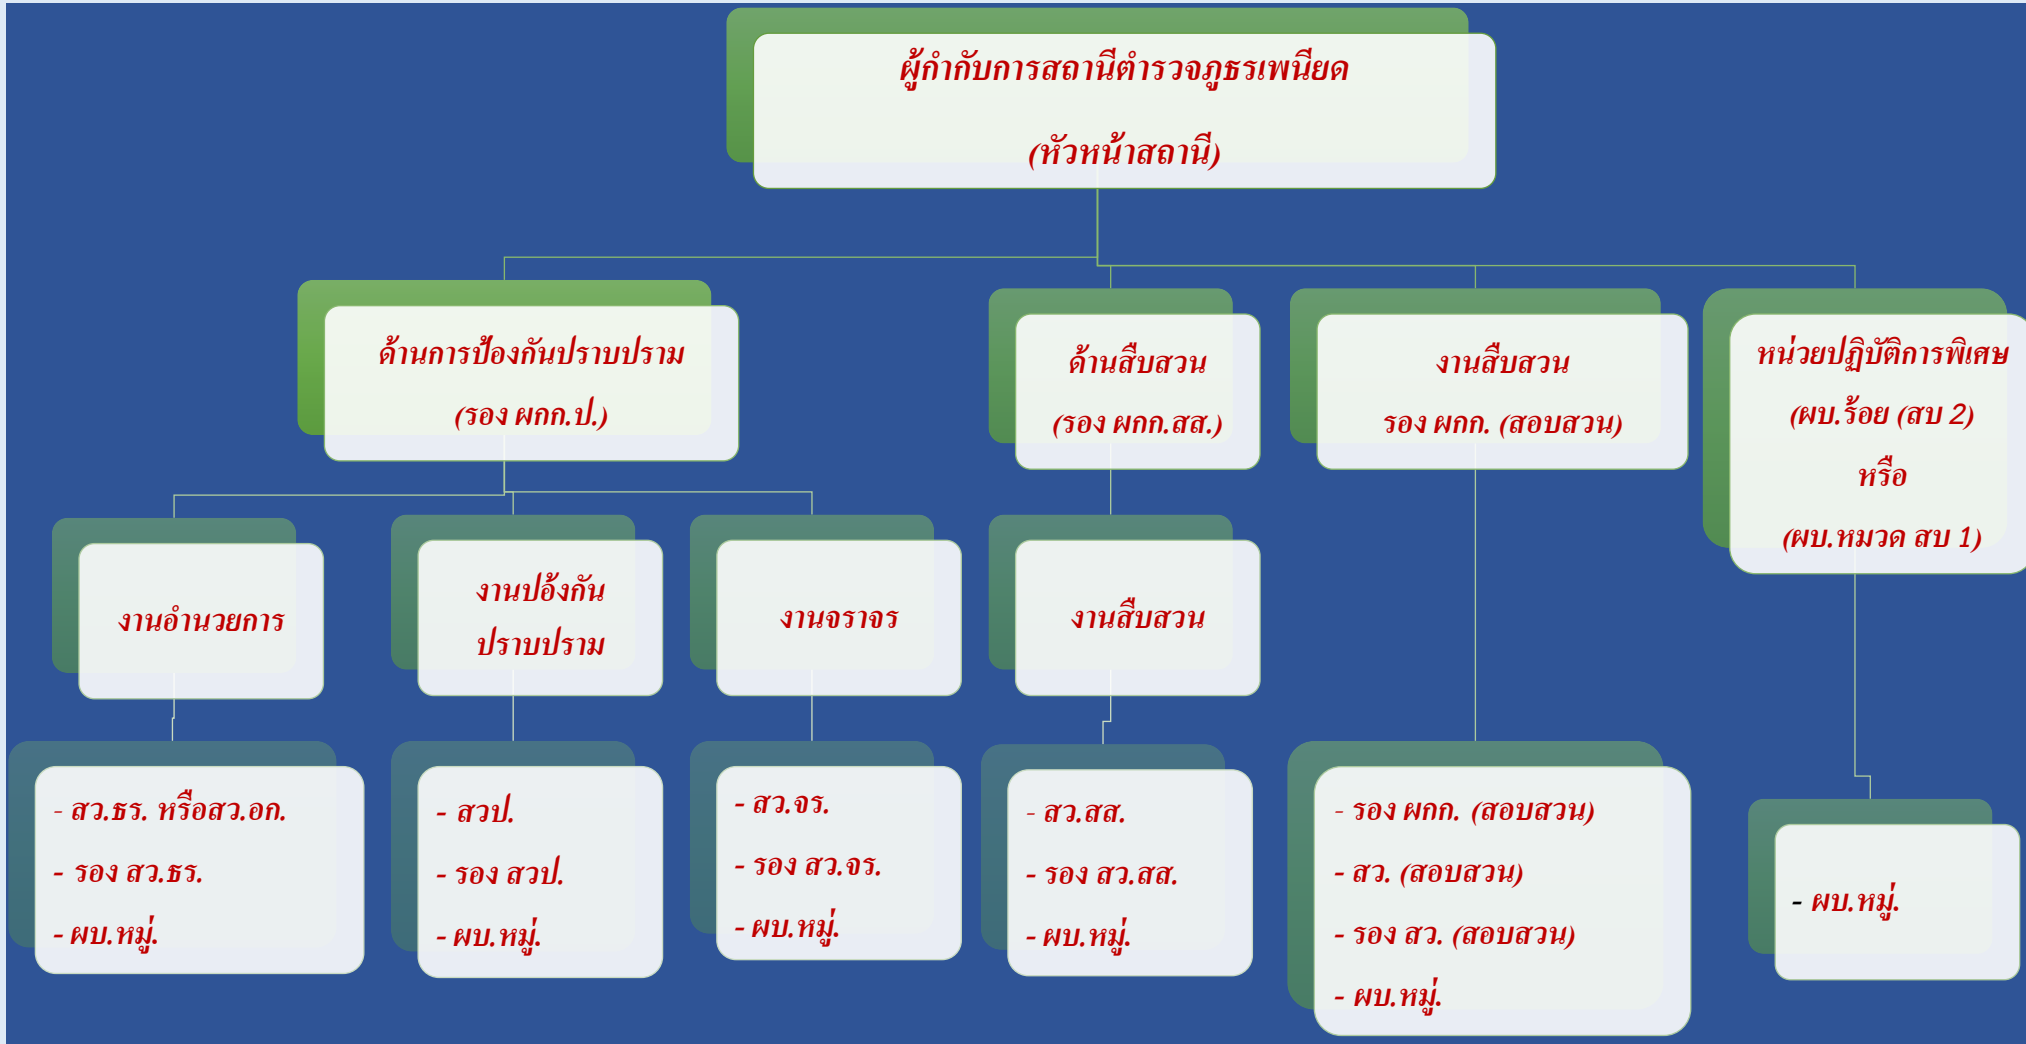 ผู้กำกับการสถานีตำรวจภูธรเพนียด
(หัวหน้าสถานี)
ด้านการป้องกันปราบปราม
(รอง ผกก.ป.)
ด้านสืบสวน
(รอง ผกก.สส.)
งานสืบสวน
รอง ผกก. (สอบสวน)
หน่วยปฏิบัติการพิเศษ
(ผบ.ร้อย (สบ 2)
หรือ
(ผบ.หมวด สบ 1)
งานอำนวยการ
งานปอ้งกัน
ปราบปราม
งานจราจร
งานสืบสวน
- สว.ธร. หรือสว.อก.
- รอง สว.ธร.
- ผบ.หมู่.
- สวป.
- รอง สวป.
- ผบ.หมู่.
- สว.จร.
- รอง สว.จร.
- ผบ.หมู่.
- สว.สส.
- รอง สว.สส.
- ผบ.หมู่.
- รอง ผกก. (สอบสวน)
- สว. (สอบสวน)
- รอง สว. (สอบสวน)
- ผบ.หมู่.
- ผบ.หมู่.